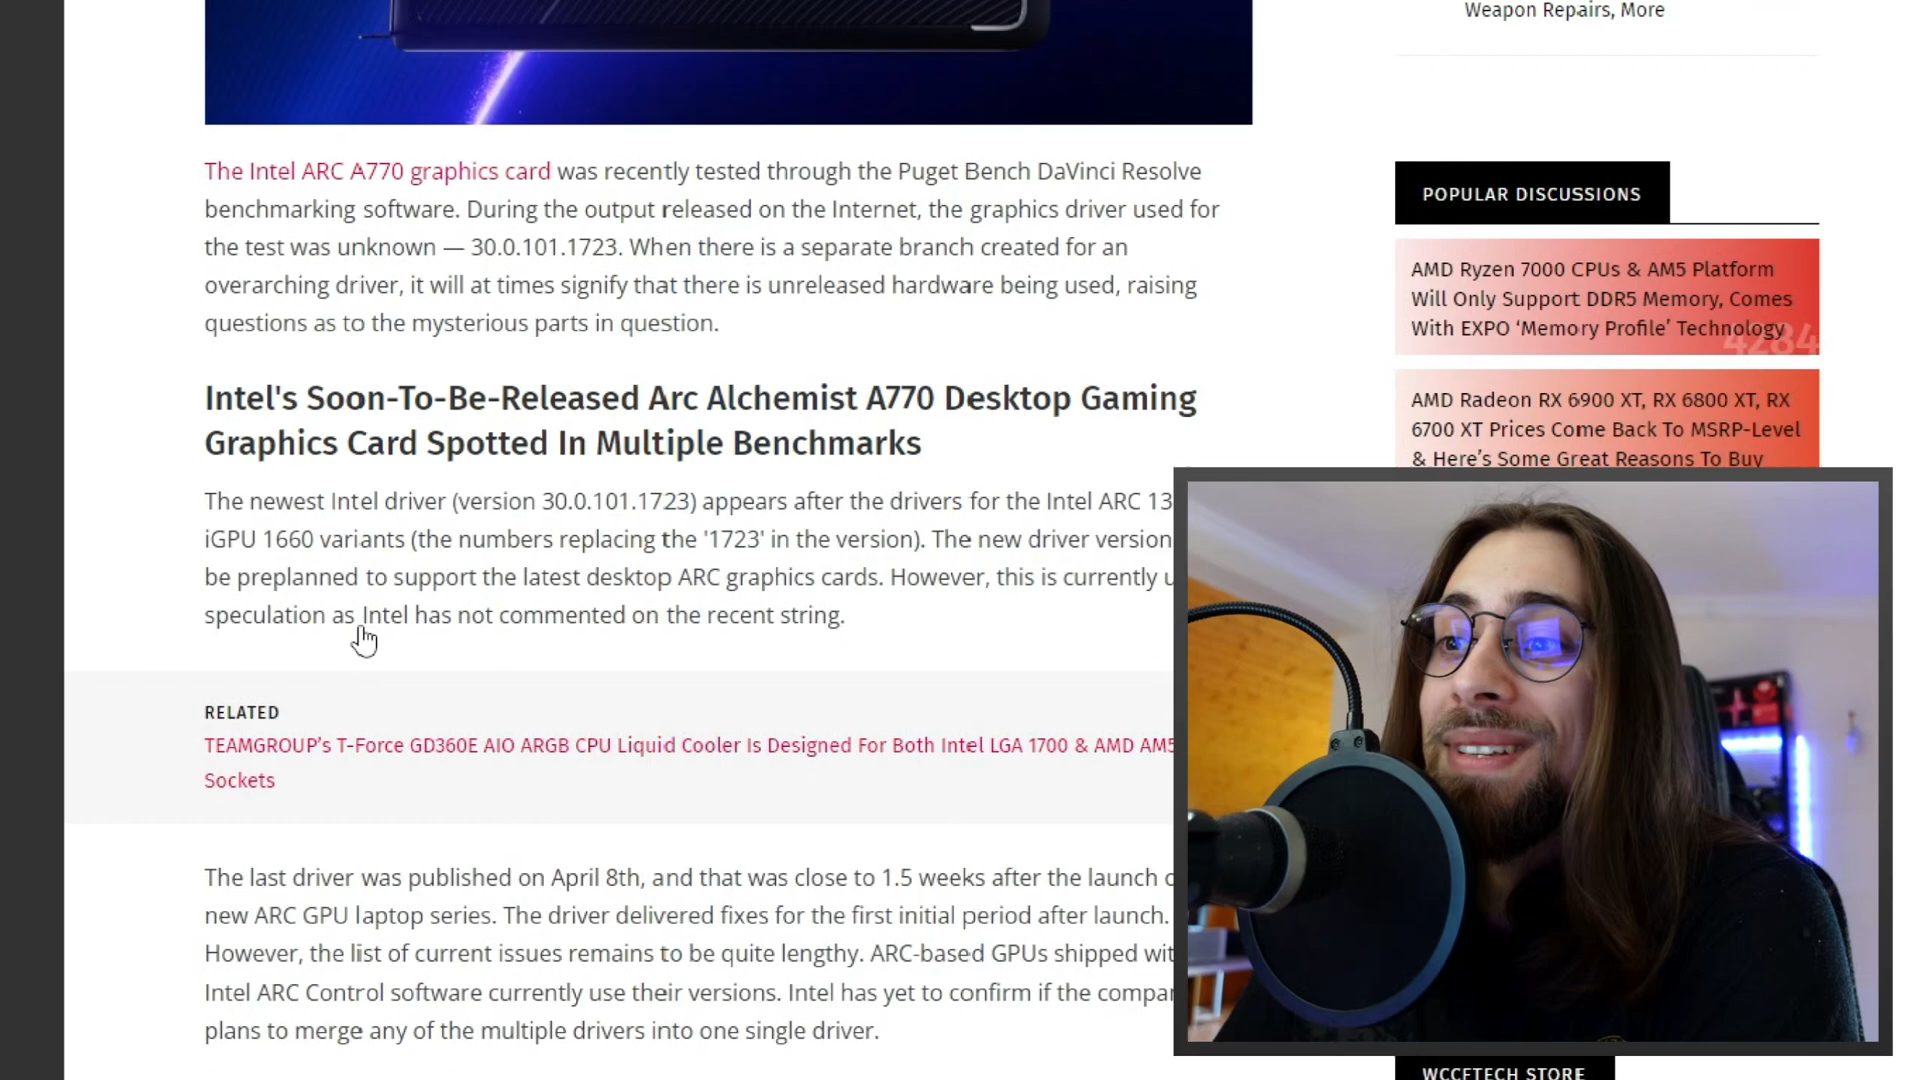 Weapon Repairs, More
The Intel ARC A770 graphics card was recently tested through the Puget Bench DaVinci Resolve
benchmarking software. During the output released on the Internet, the graphics driver used for
the test was unknown — 30.0.101.1723. When there is a separate branch created for an
overarching driver, it will at times signify that there is unreleased hardware being used, raising
questions as to the mysterious parts in question.
Intel's Soon-To-Be-Released Arc Alchemist A770 Desktop Gaming
Graphics Card Spotted In Multiple Benchmarks
The newest Intel driver (version 30.0.101.1723) appears after the drivers for the Intel ARC 13
iGPU 1660 variants (the numbers replacing the '1723' in the version). The new driver version
be preplanned to support the latest desktop ARC graphics cards. However, this is currently
speculation as Intel has not commented on the recent string.
RELATED
TEAMGROUP’s T-Force GD360E AIO ARGB CPU Liquid Cooler Is Designed For Both Intel LGA 1700 & AMD AM5
Sockets
The last driver was published on April 8th, and that was close to 1.5 weeks after the launch
new ARC GPU laptop series. The driver delivered fixes for the first initial period after launch.
However, the list of current issues remains to be quite lengthy. ARC-based GPUs shipped
Intel ARC Control software currently use their versions. Intel has yet to confirm if the
plans to merge any of the multiple drivers into one single driver.
POPULAR DISCUSSIONS
AMD Ryzen 7000 CPUs & AM5 Platform
Will Only Support DDR5 Memory, Comes
With EXPO ‘Memory Profile’ Technology
4284
AMD Radeon RX 6900 XT, RX 6800 XT, RX
6700 XT Prices Come Back To MSRP-Level
& Here’s Some Great Reasons To Buy
WCCFTECH STORE